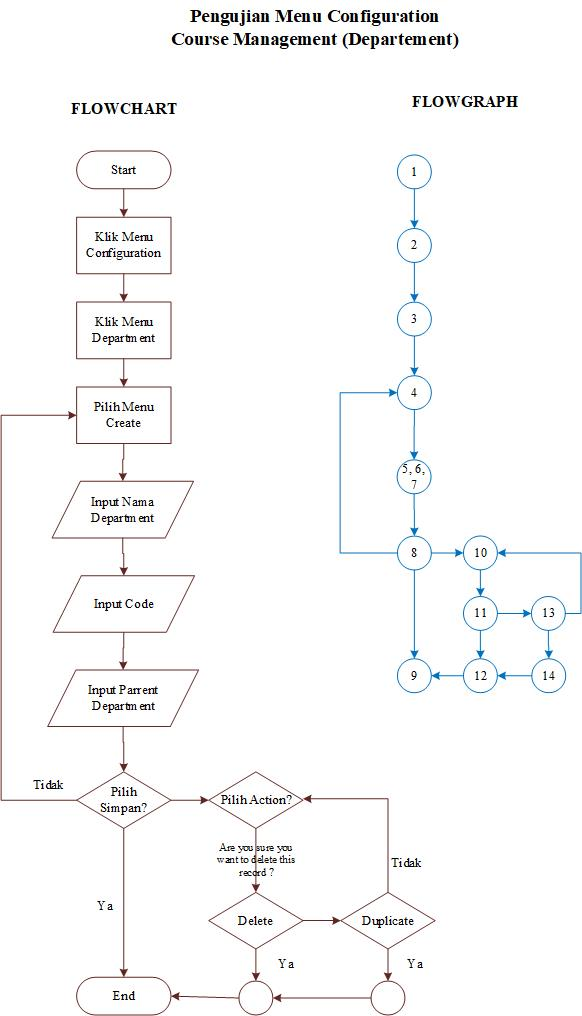 Pengujian Menu Configuration
Course Management (Departement)
FLOWCHART
FLOWGRAPH
Start
Klik Menu
Configuration
Klik Menu
Department
Pilih Menu
Create
Input Nama
Department
Input Code
Input Parrent
Department
Tidak
Pilih
Simpan?
Pilih Action?
Are you sure you
want to delete this
record ?
Tidak
Ya
Delete
Duplicate
Ya
Ya
End
1
2
3
4
5, 6,
7
8
10
11
13
9
12
14